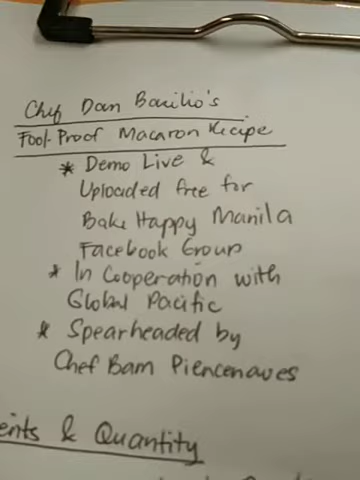 Chef Dan Basilio's
Fool-Proof Macaron Recipe
* Demo Live &
Uploaded free for
Bake Happy Manila
Facebook Group
* In Cooperation with
Global Pacific
* Spearheaded by
Chef Bam Piencenaves
ents & Quantity